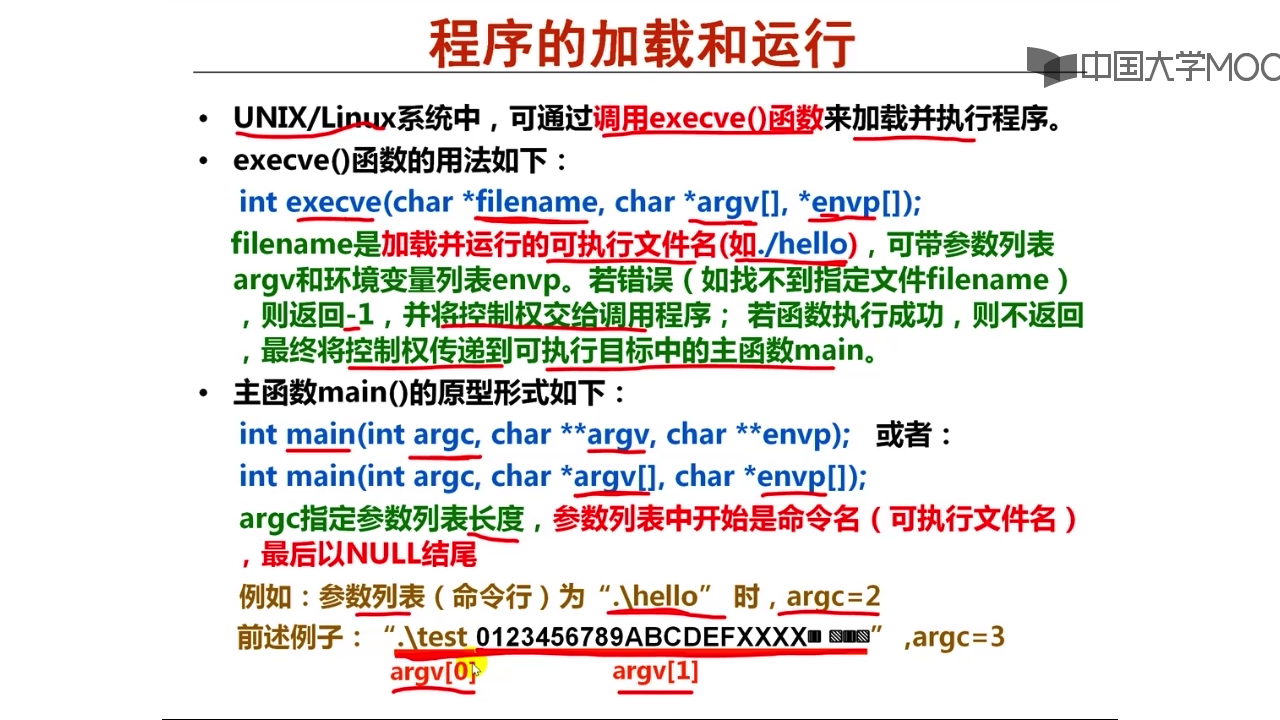 程序的加载和运行
中国大学MOO
• UNIX/Linux系统中，可通过调用execve()函数来加载并执行程序。
• execve()函数的用法如下：
int execve(char *filename, char *argv[], *envp[]);
filename是加载并运行的可执行文件名(如./hello)，可带参数列表
argv和环境变量列表envp。若错误（如找不到指定文件filename）
，则返回-1，并将控制权交给调用程序； 若函数执行成功，则不返回
，最终将控制权传递到可执行目标中的主函数main。
• 主函数main()的原型形式如下：
int main(int argc, char **argv, char **envp); 或者：
int main(int argc, char *argv[], char *envp[]);
argc指定参数列表长度，参数列表中开始是命令名（可执行文件名）
，最后以NULL结尾
例如：参数列表（命令行）为“.\hello” 时，argc=2
前述例子：“.\test 0123456789ABCDEFXXXX” ,argc=3
argv[0] argv[1]